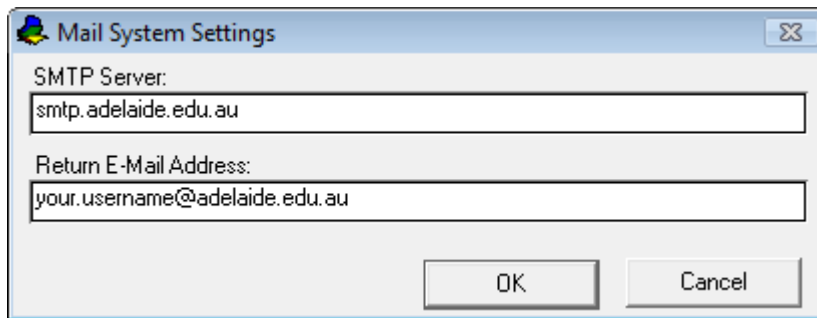 Mail System Settings
SMTP Server:
smtp.adelaide.edu.au
Return E-Mail Address:
your.username@adelaide.edu.au
OK
Cancel